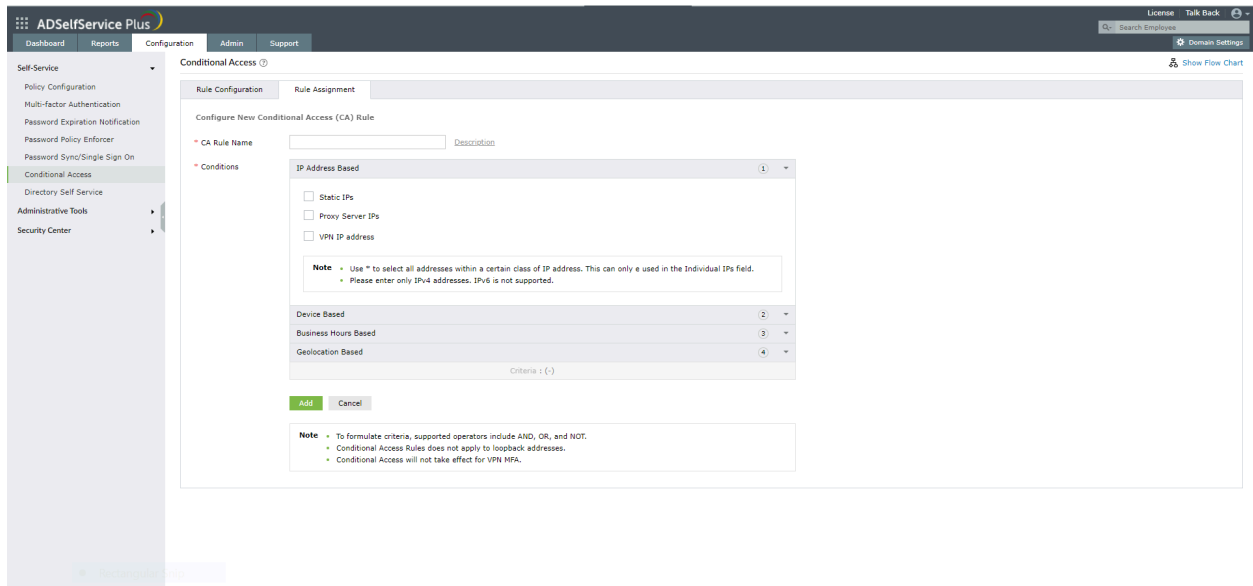 License Talk Back
ADSelfService Plus
Search Employee
Dashboard Reports Configuration Admin Support
Domain Settings
Self-Service
Policy Configuration
Multi-factor Authentication
Password Expiration Notification
Password Policy Enforcer
Password Sync/Single Sign On
Conditional Access
Directory Self Service
Administrative Tools
Security Center
Conditional Access ?
Show Flow Chart
Rule Configuration Rule Assignment
Configure New Conditional Access (CA) Rule
* CA Rule Name Description
* Conditions IP Address Based 1
Static IPs
Proxy Server IPs
VPN IP address
Note • Use * to select all addresses within a certain class of IP address. This can only e used in the Individual IPs field.
• Please enter only IPv4 addresses. IPv6 is not supported.
Device Based 2
Business Hours Based 3
Geolocation Based 4
Criteria : (-)
Add Cancel
Note • To formulate criteria, supported operators include AND, OR, and NOT.
• Conditional Access Rules does not apply to loopback addresses.
• Conditional Access will not take effect for VPN MFA.